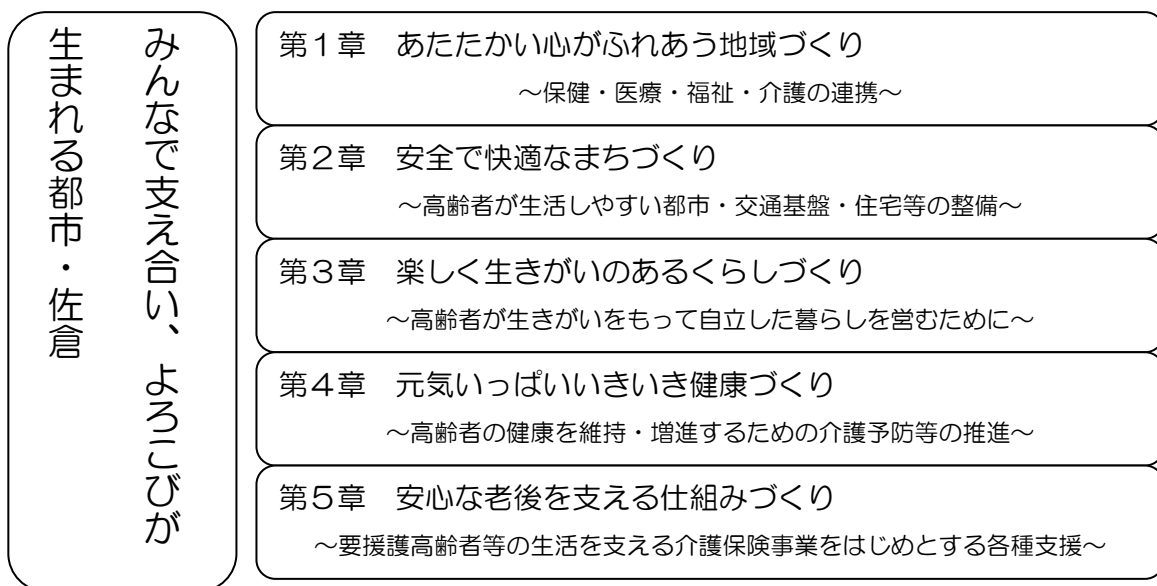 みんなで支え合い、よろこびが
生まれる都市・佐倉
第１章　あたたかい心がふれあう地域づくり
～保健・医療・福祉・介護の連携～
第２章　安全で快適なまちづくり
～高齢者が生活しやすい都市・交通基盤・住宅等の整備～
第３章　楽しく生きがいのあるくらしづくり
～高齢者が生きがいをもって自立した暮らしを営むために～
第４章　元気いっぱいいきいき健康づくり
～高齢者の健康を維持・増進するための介護予防等の推進～
第５章　安心な老後を支える仕組みづくり
～要援護高齢者等の生活を支える介護保険事業をはじめとする各種支援～